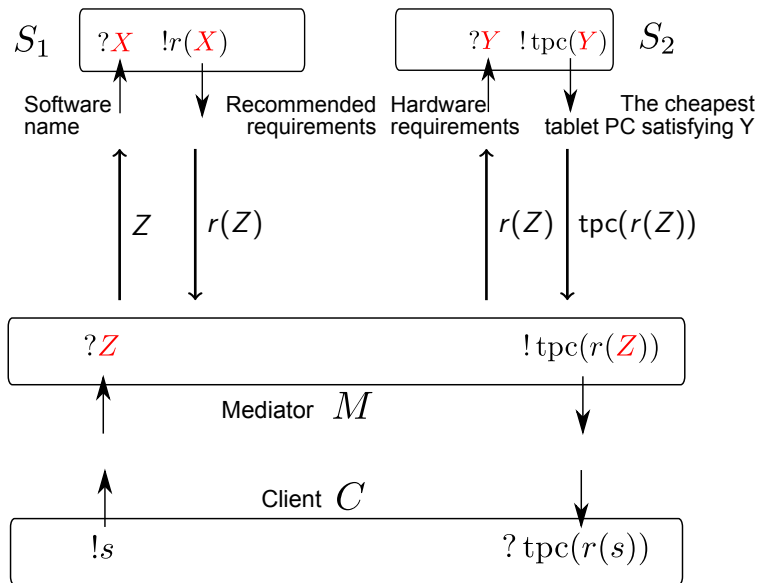 S₁ ?X !r(X) ?Y !tpc(Y) S₂
Software Recommended Hardware The cheapest
name requirements requirements tablet PC satisfying Y
Z r(Z) r(Z) tpc(r(Z))
?Z !tpc(r(Z))
Mediator M
Client C
!s ?tpc(r(s))